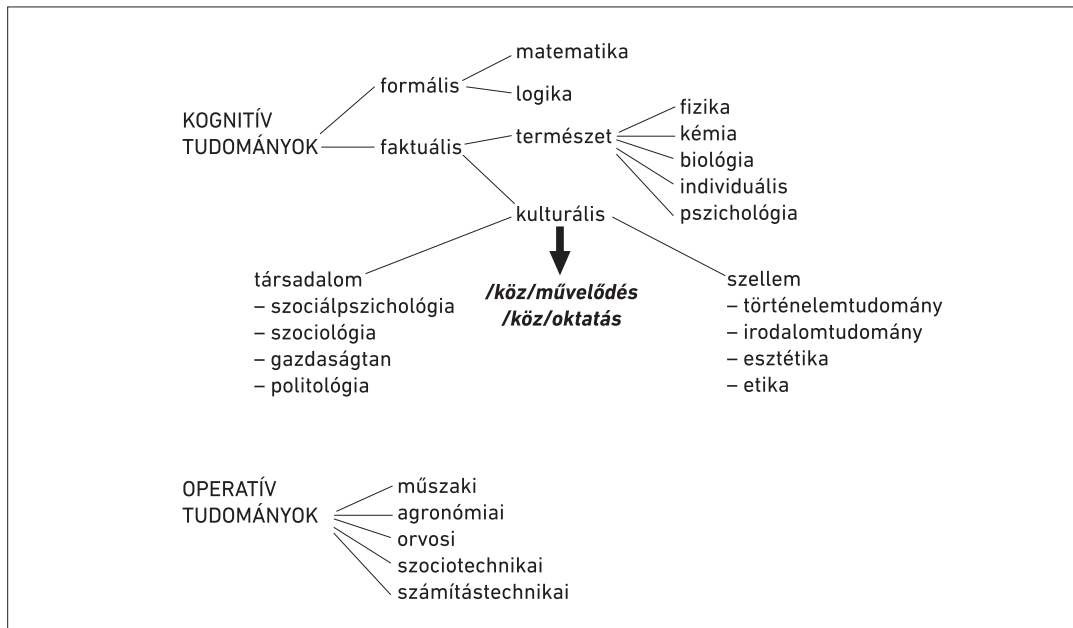 KOGNITÍV
TUDOMÁNYOK
formális
matematika
logika
faktuális
természet
fizika
kémia
biológia
individuális
pszichológia
kulturális
társadalom
– szociálpszichológia
– szociológia
– gazdaságtan
– politológia
/köz/művelődés
/köz/oktatás
szellem
– történelemtudomány
– irodalomtudomány
– esztétika
– etika
OPERATÍV
TUDOMÁNYOK
műszaki
agronómiai
orvosi
szociotechnikai
számítástechnikai